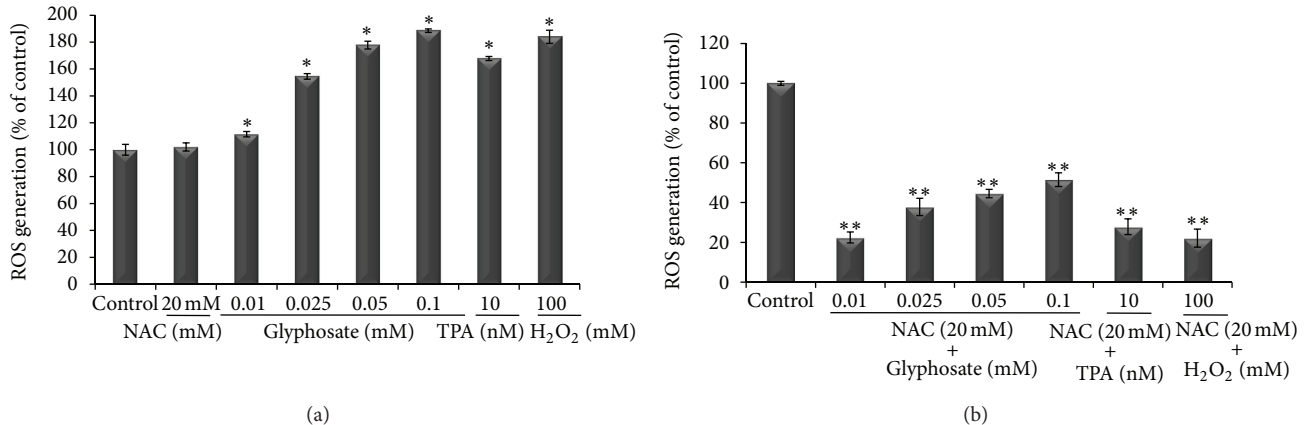 ROS generation (% of control)
200
180
160
140
120
100
80
60
40
20
0
* * * * * *
Control 20 mM 0.01 0.025 0.05 0.1 10 100
NAC (mM) Glyphosate (mM) TPA (nM) H₂O₂ (mM)
(a)
ROS generation (% of control)
120
100
80
60
40
20
0
** ** ** ** ** **
Control 0.01 0.025 0.05 0.1 10 100
NAC (20 mM) NAC (20 mM) NAC (20 mM)
+ + +
Glyphosate (mM) TPA (nM) H₂O₂ (mM)
(b)